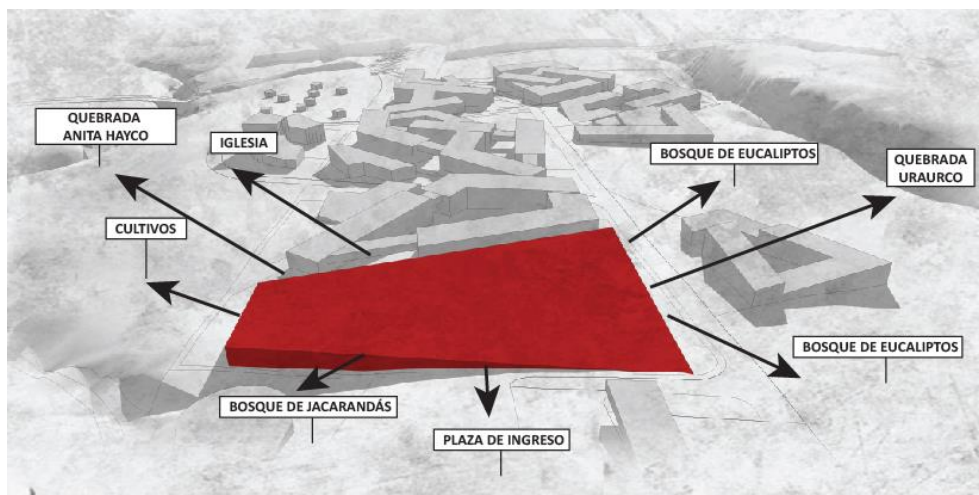 QUEBRADA
ANITA HAYCO
IGLESIA
BOSQUE DE EUCALIPTOS
QUEBRADA
URAURCO
CULTIVOS
BOSQUE DE EUCALIPTOS
BOSQUE DE JACARANDÁS
PLAZA DE INGRESO